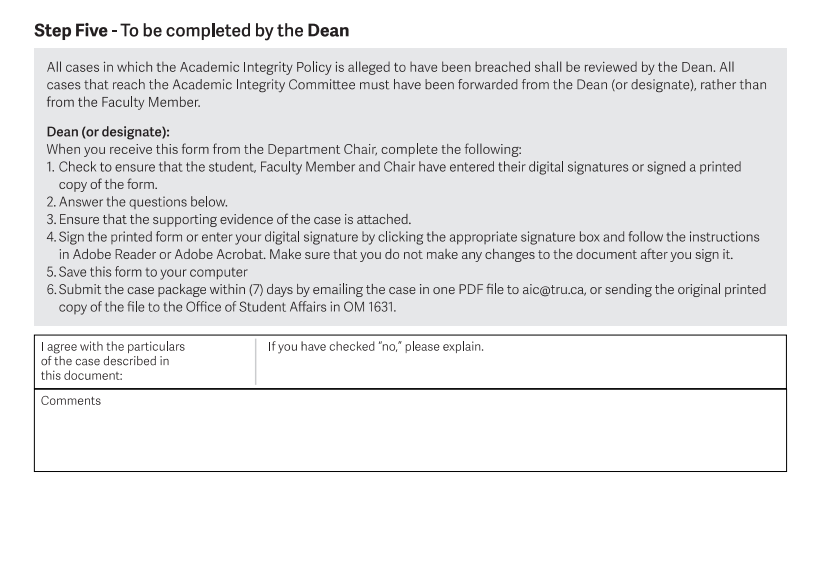 Step Five - To be completed by the Dean
All cases in which the Academic Integrity Policy is alleged to have been breached shall be reviewed by the Dean. All
cases that reach the Academic Integrity Committee must have been forwarded from the Dean (or designate), rather than
from the Faculty Member.
Dean (or designate):
When you receive this form from the Department Chair, complete the following:
1. Check to ensure that the student, Faculty Member and Chair have entered their digital signatures or signed a printed
copy of the form.
2. Answer the questions below.
3. Ensure that the supporting evidence of the case is attached.
4. Sign the printed form or enter your digital signature by clicking the appropriate signature box and follow the instructions
in Adobe Reader or Adobe Acrobat. Make sure that you do not make any changes to the document after you sign it.
5. Save this form to your computer
6. Submit the case package within (7) days by emailing the case in one PDF file to aic@tru.ca, or sending the original printed
copy of the file to the Office of Student Affairs in OM 1631.
I agree with the particulars
of the case described in
this document:
If you have checked "no," please explain.
Comments